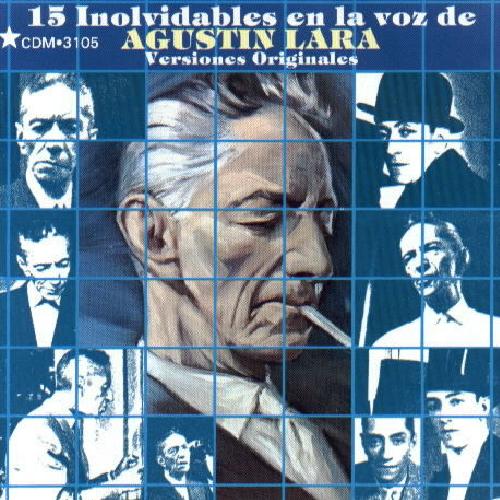 15 Inolvidables en la voz de
★CDM•3105 AGUSTIN LARA
Versiones Originales